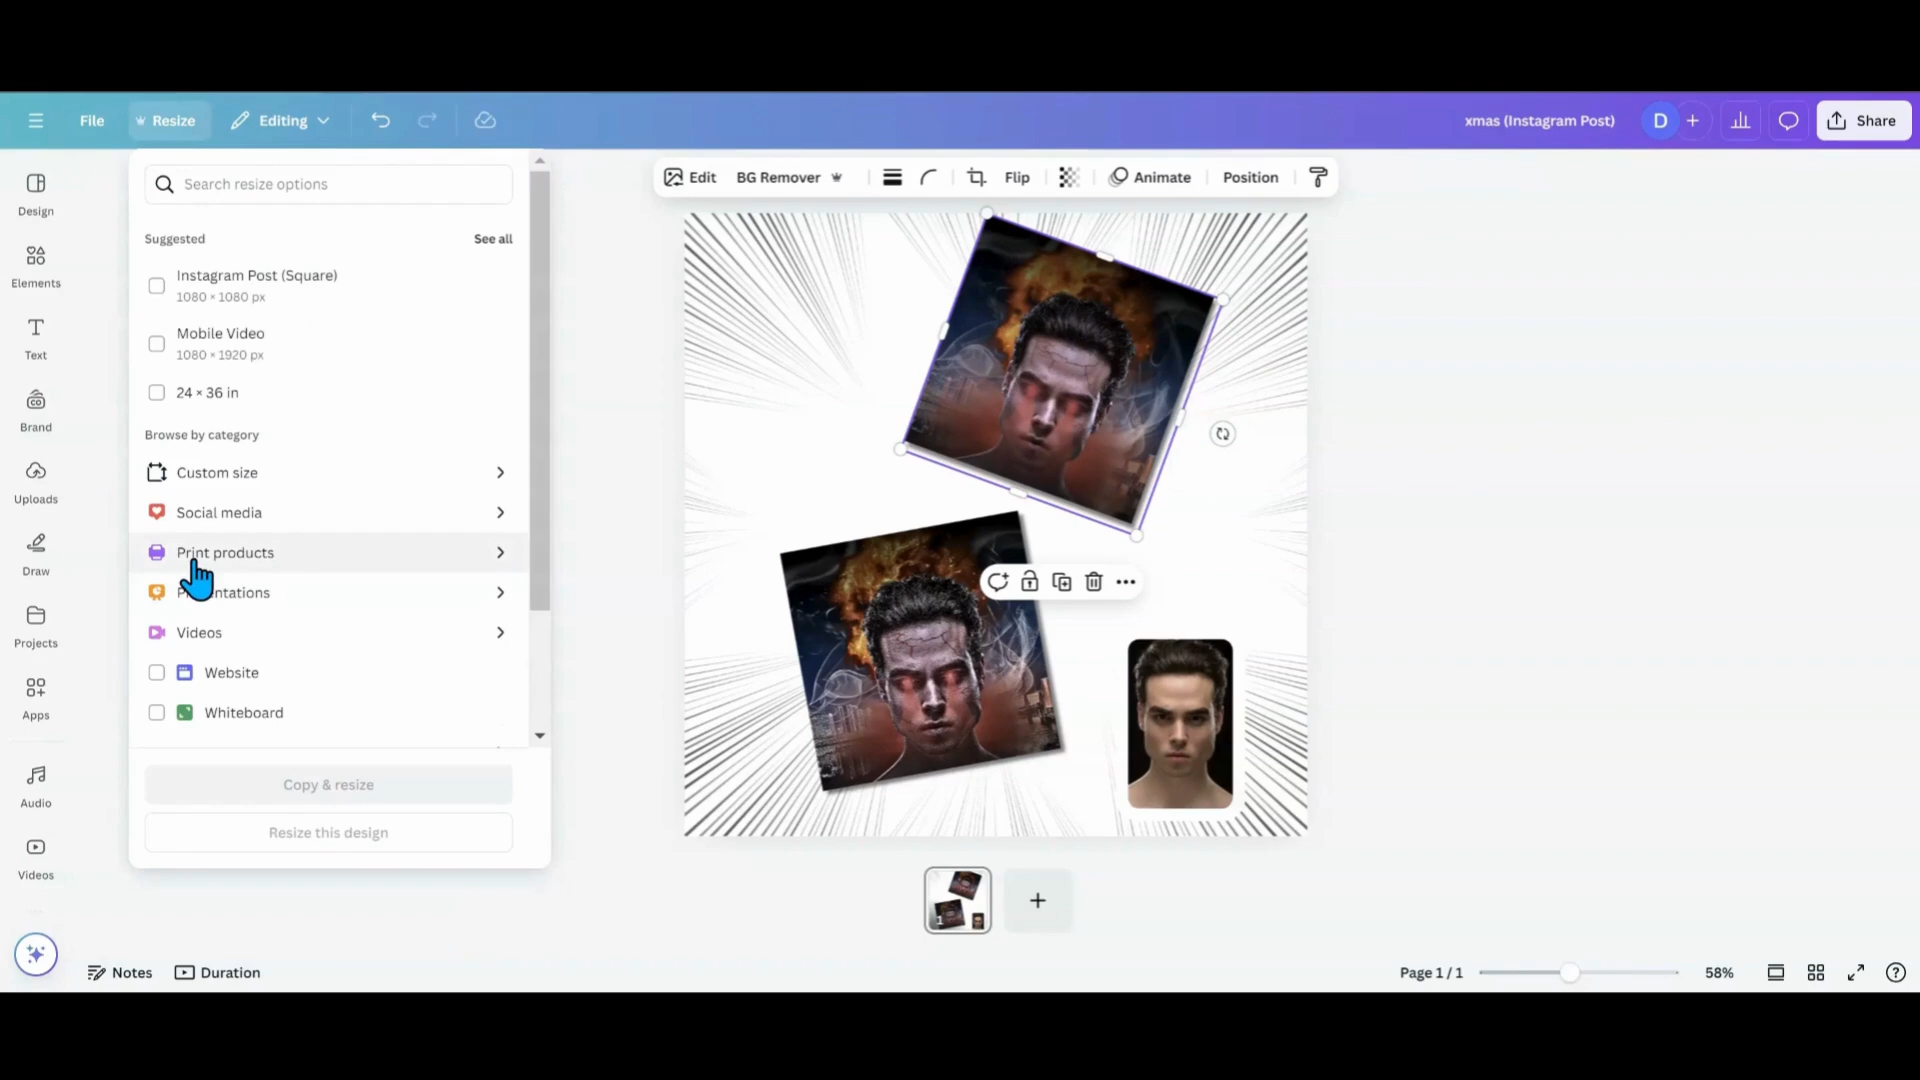 File
Resize
Editing
xmas (Instagram Post)
D
Share
Design
Elements
Text
Brand
Uploads
Draw
Projects
Apps
Audio
Videos
Search resize options
Suggested
See all
Instagram Post (Square)
1080 × 1080 px
Mobile Video
1080 × 1920 px
24 × 36 in
Browse by category
Custom size
Social media
Print products
ntations
Videos
Website
Whiteboard
Copy & resize
Resize this design
Edit
BG Remover
Flip
Animate
Position
1
Notes
Duration
Page 1 / 1
58%